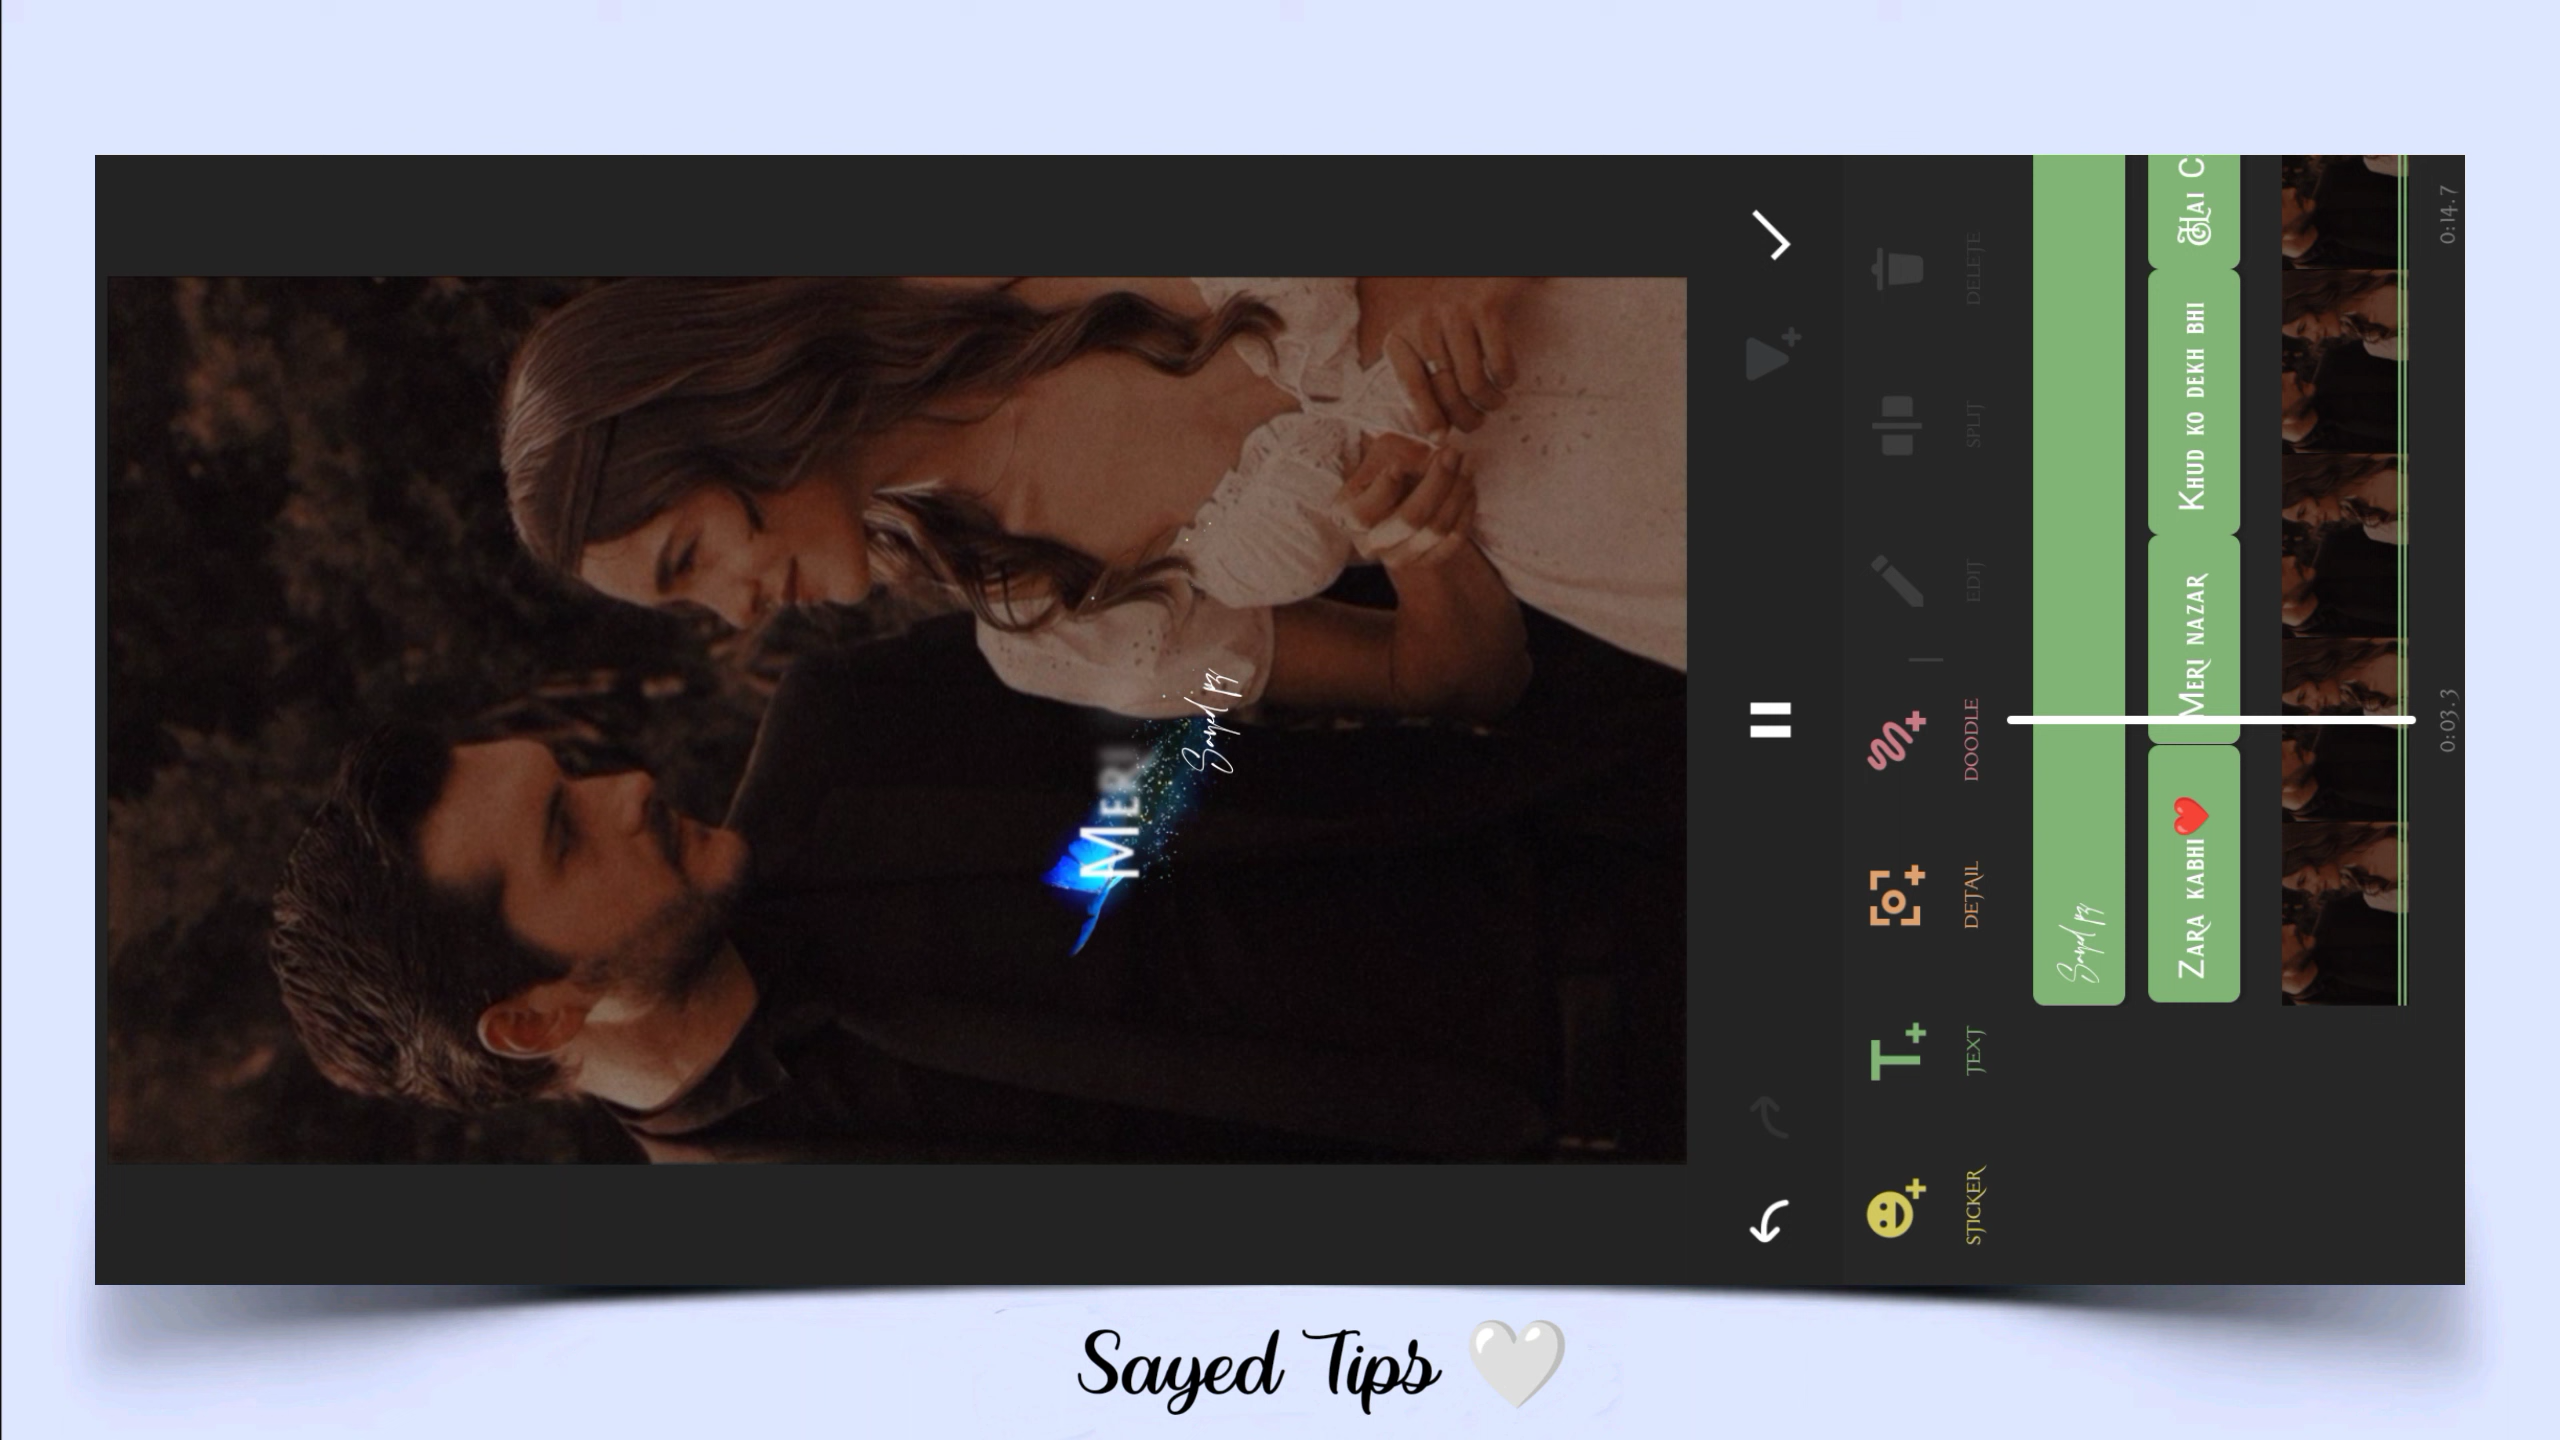 MERI
Sayed
STICKER
TEXT
DETAIL
DOODLE
EDIT
SPLIT
DELETE
Sayed
ZARA KABHI❤️
MERI NAZAR
KHUD KO DEKH BHI
HAI C
0:03.3
0:14.7
Sayed Tips 🤍